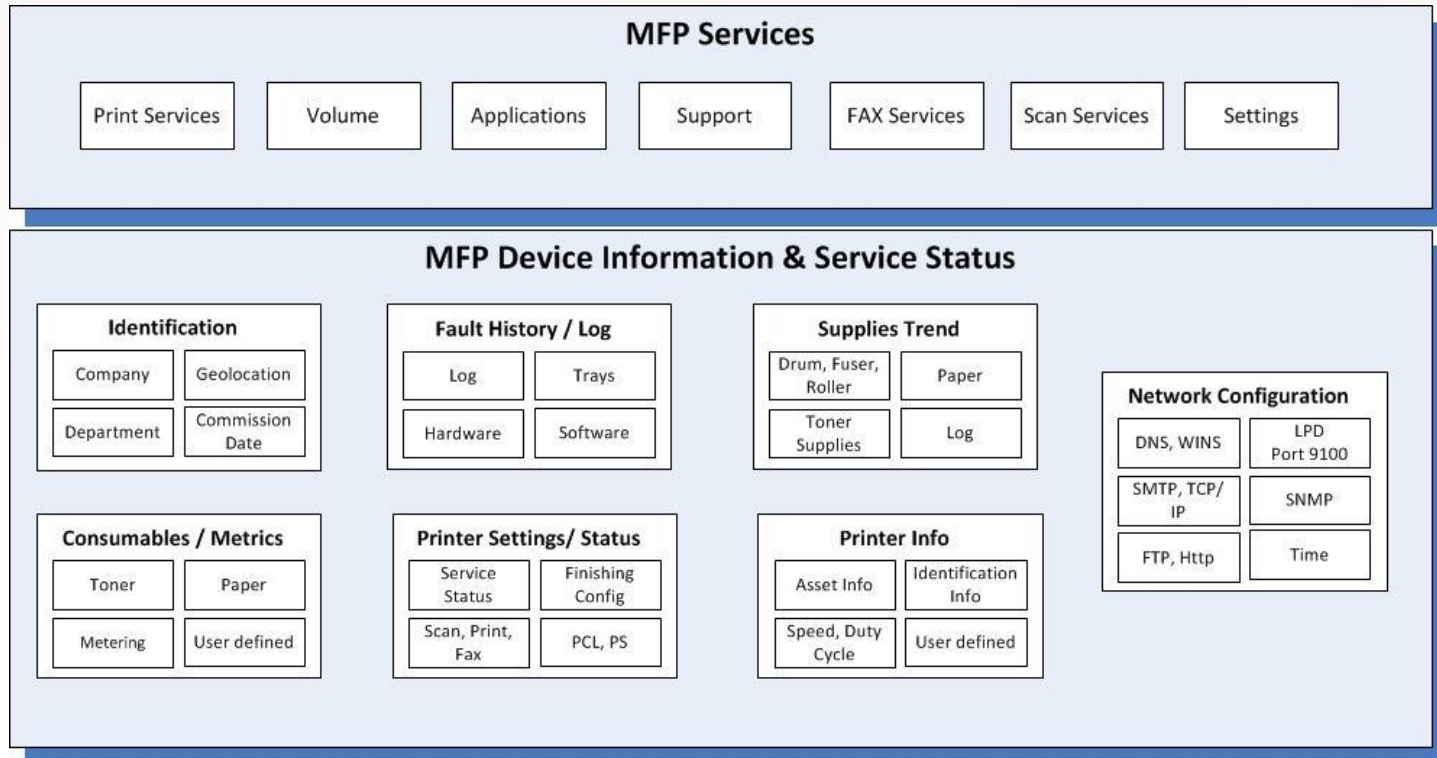 MFP Services
Print Services
Volume
Applications
Support
FAX Services
Scan Services
Settings
MFP Device Information & Service Status
Identification
Company
Geolocation
Department
Commission
Date
Fault History / Log
Log
Trays
Hardware
Software
Supplies Trend
Drum, Fuser,
Roller
Paper
Toner
Supplies
Log
Network Configuration
DNS, WINS
LPD
Port 9100
SMTP, TCP/
IP
SNMP
FTP, Http
Time
Consumables / Metrics
Toner
Paper
Metering
User defined
Printer Settings/ Status
Service
Status
Finishing
Config
Scan, Print,
Fax
PCL, PS
Printer Info
Asset Info
Identification
Info
Speed, Duty
Cycle
User defined